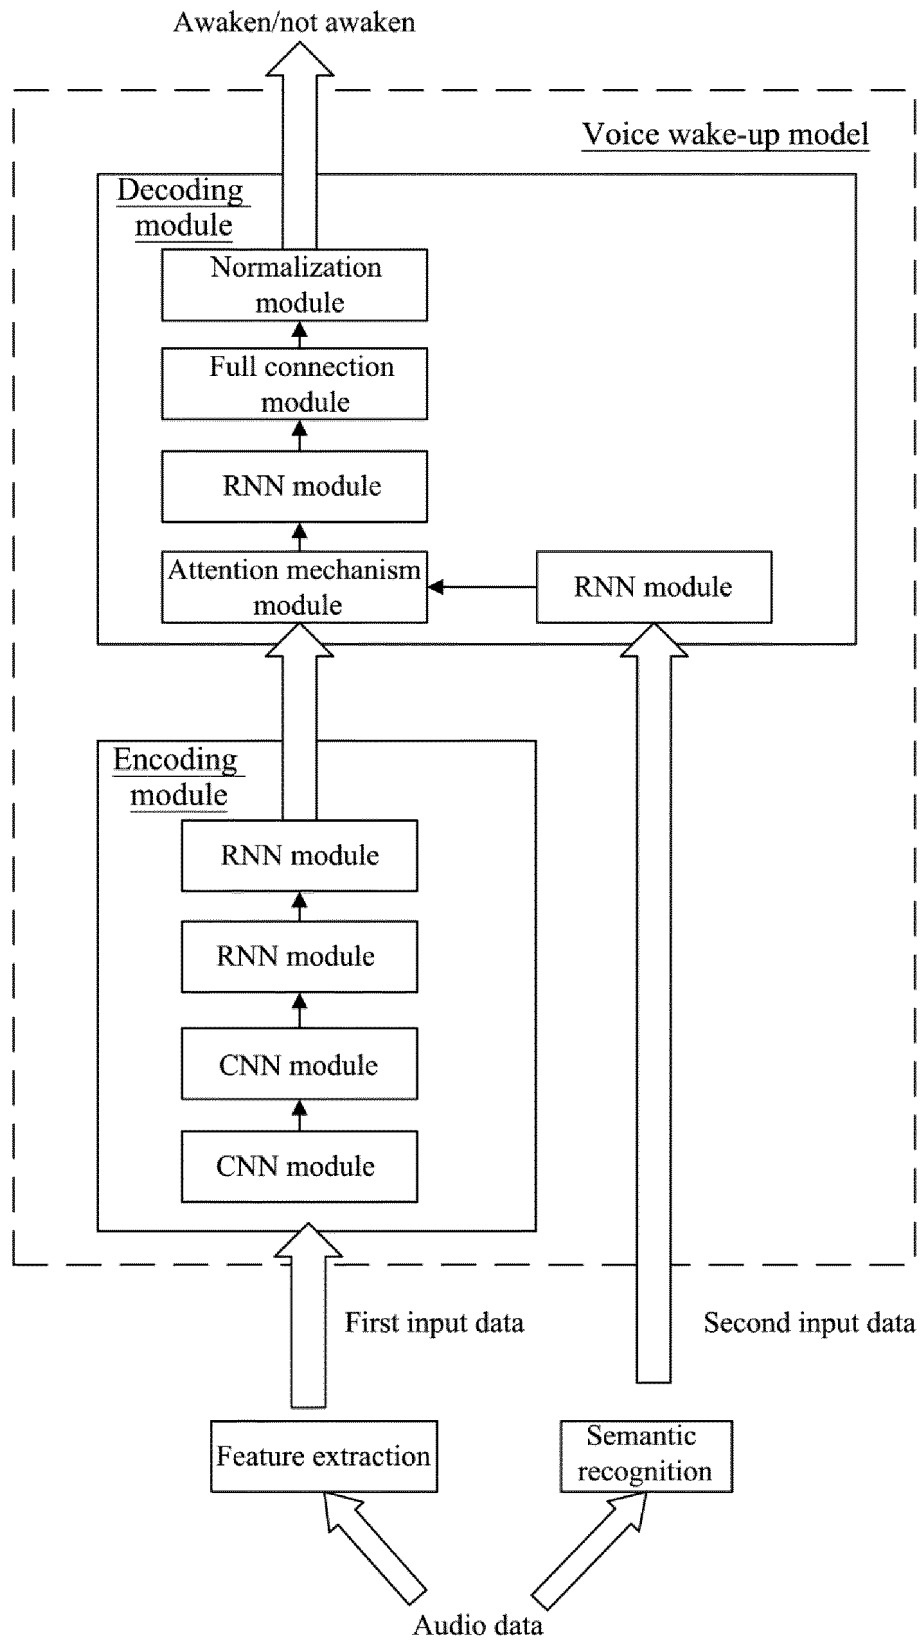 Awaken/not awaken
Voice wake-up model
Decoding
module
Normalization
module
Full connection
module
RNN module
Attention mechanism
module
RNN module
Encoding
module
RNN module
RNN module
CNN module
CNN module
First input data
Second input data
Feature extraction
Semantic
recognition
Audio data